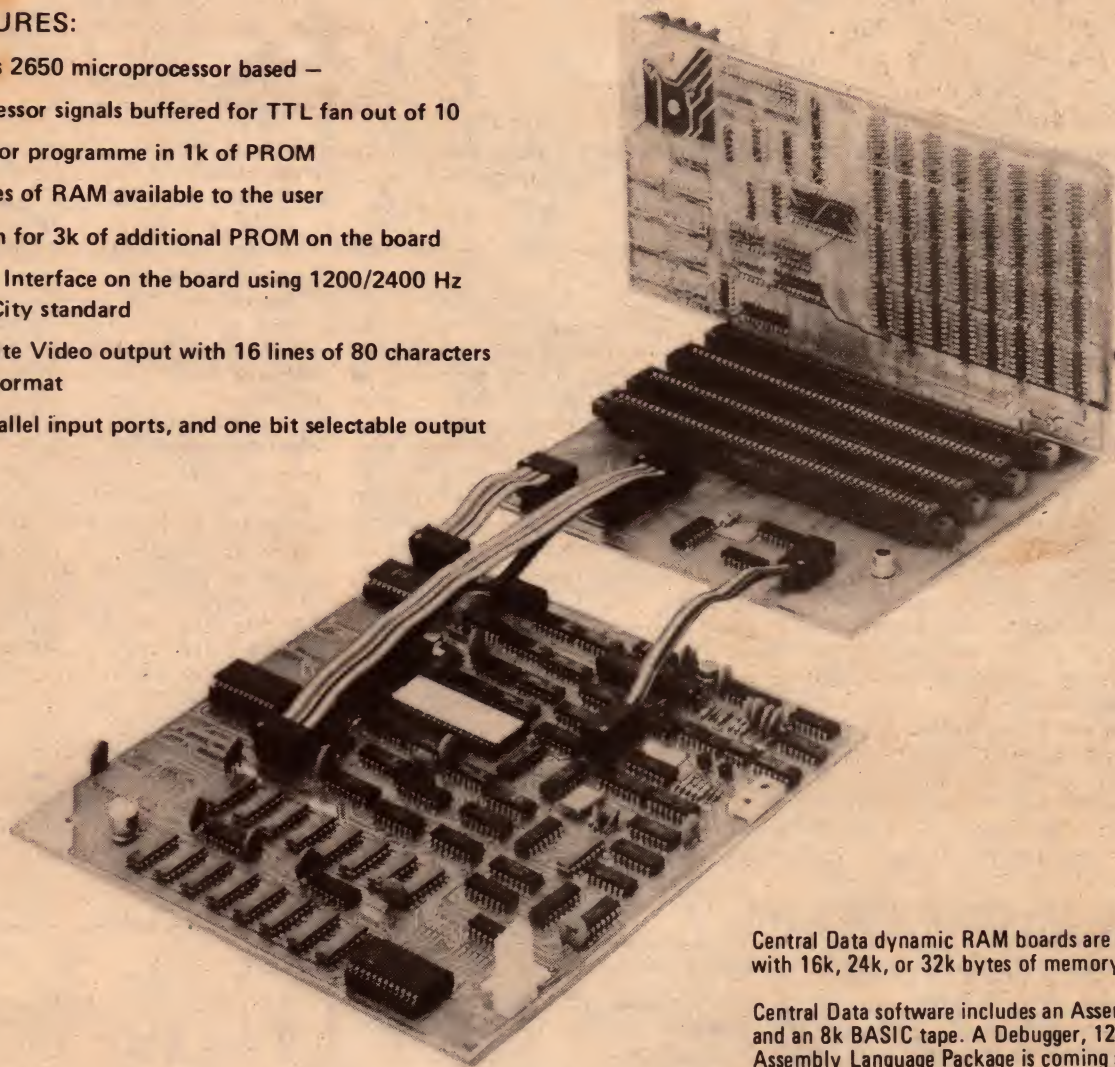 URES:
s 2650 microprocessor based —
essor signals buffered for TTL fan out of 10
or programme in 1k of PROM
es of RAM available to the user
n for 3k of additional PROM on the board
Interface on the board using 1200/2400 Hz
City standard
te Video output with 16 lines of 80 characters
ormat
allel input ports, and one bit selectable output
Central Data dynamic RAM boards are
with 16k, 24k, or 32k bytes of memory
Central Data software includes an Assem
and an 8k BASIC tape. A Debugger, 12
Assembly Language Package is coming